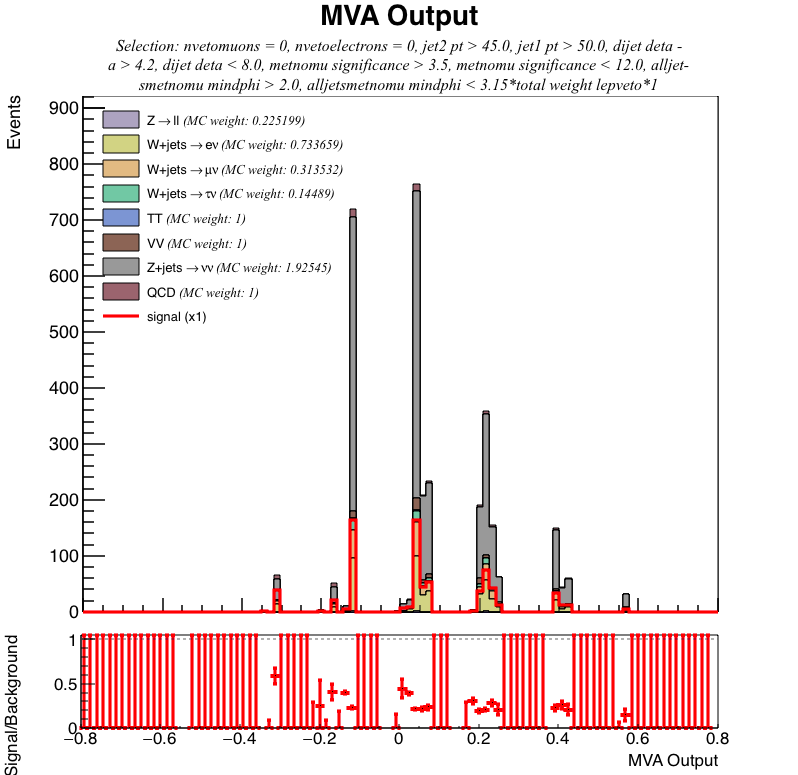 MVA Output
Selection: nvetomuons = 0, nvetoelectrons = 0, jet2 pt > 45.0, jet1 pt > 50.0, dijet deta -
a > 4.2, dijet deta < 8.0, metnomu significance > 3.5, metnomu significance < 12.0, alljet-
smetnomu mindphi > 2.0, alljetsmetnomu mindphi < 3.15*total weight lepveto*1
Events
900
800
700
600
500
400
300
200
100
0
Z→ll (MC weight: 0.225199)
W+jets→eν (MC weight: 0.733659)
W+jets→μν (MC weight: 0.313532)
W+jets→τν (MC weight: 0.14489)
TT (MC weight: 1)
VV (MC weight: 1)
Z+jets→νν (MC weight: 1.92545)
QCD (MC weight: 1)
signal (x1)
Signal/Background
1
0.5
0
−0.8 −0.6 −0.4 −0.2 0 0.2 0.4 0.6 0.8
MVA Output